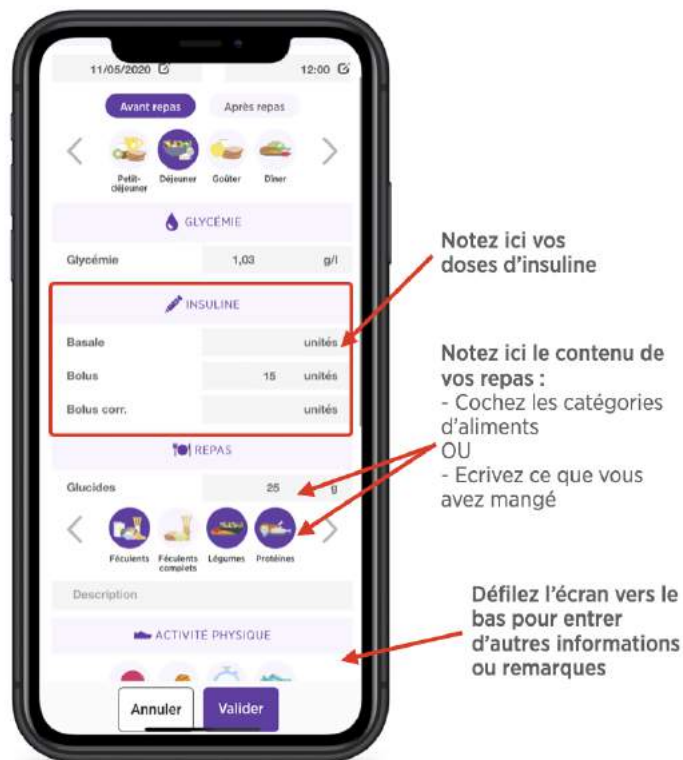 11/05/2020 12:00
Avant repas Après repas
Petit-
déjeuner Déjeuner Goûter Dîner
GLYCÉMIE
Glycémie 1,03 g/l
INSULINE
Basale unités
Bolus 15 unités
Bolus corr. unités
REPAS
Glucides 25 g
Féculents Féculents
complets Légumes Protéines
Description
ACTIVITÉ PHYSIQUE
Annuler Valider
Notez ici vos
doses d'insuline
Notez ici le contenu de
vos repas :
- Cochez les catégories
d'aliments
OU
- Ecrivez ce que vous
avez mangé
Défilez l'écran vers le
bas pour entrer
d'autres informations
ou remarques